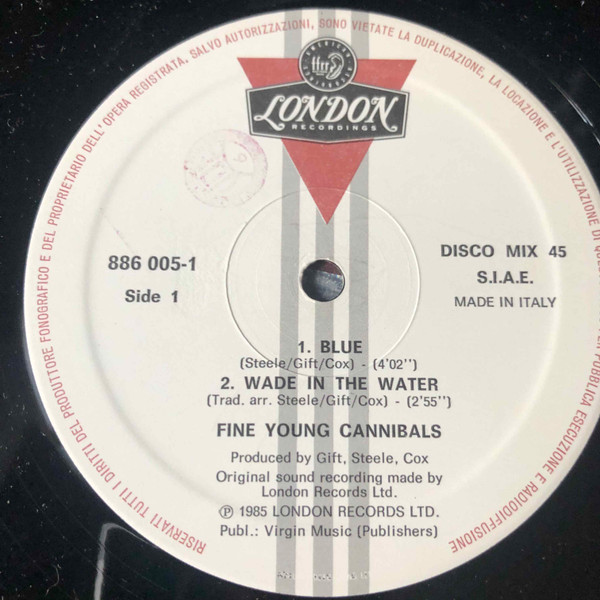 RISERVATI TUTTI I DIRITTI DEL PRODUTTORE FONOGRAFICO E DEL PROPRIETARIO DELL'OPERA REGISTRATA, SALVO AUTORIZZAZIONI, SONO VIETATE LA DUPLICAZIONE, LA LOCAZIONE E L'UTILIZZAZIONE DI
PUBBLICA ESECUZIONE E RADIODIFFUSIONE
ffrr
LONDON
RECORDINGS
886 005-1
Side 1
DISCO MIX 45
S.I.A.E.
MADE IN ITALY
1. BLUE
(Steele/Gift/Cox) - (4'02")
2. WADE IN THE WATER
(Trad. arr. Steele/Gift/Cox) - (2'55")
FINE YOUNG CANNIBALS
Produced by Gift, Steele, Cox
Original sound recording made by
London Records Ltd.
℗ 1985 LONDON RECORDS LTD.
Publ.: Virgin Music (Publishers)